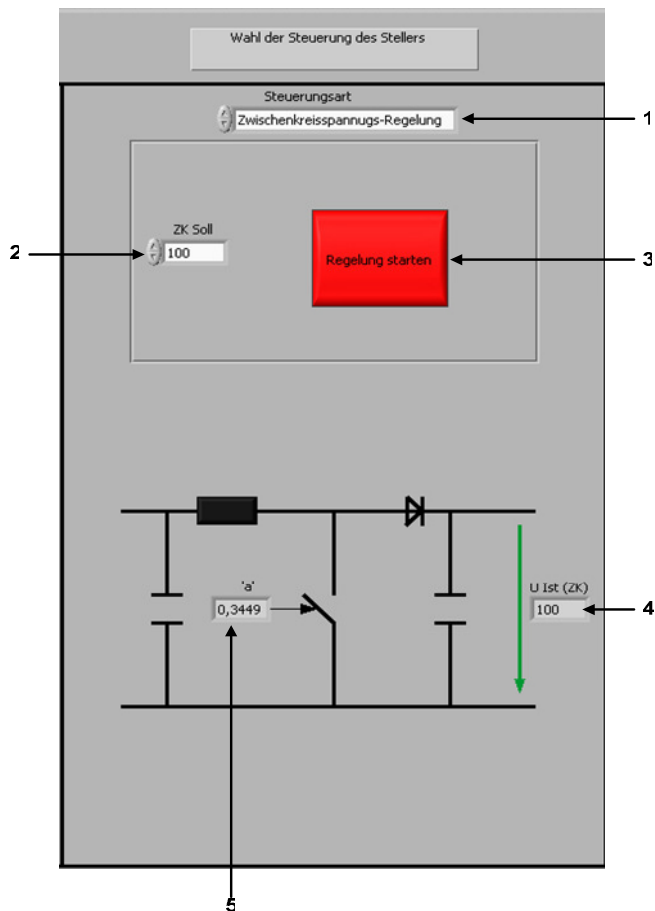 Wahl der Steuerung des Stellers
Steuerungsart
Zwischenkreisspannugs-Regelung
1
ZK Soll
2
100
Regelung starten
3
'a'
0,3449
U Ist (ZK)
100
4
5